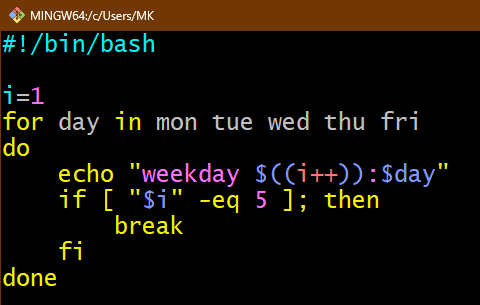 MINGW64:/c/Users/MK
#!/bin/bash

i=1
for day in mon tue wed thu fri
do
    echo "weekday $((i++)):$day"
    if [ "$i" -eq 5 ]; then
        break
    fi
done